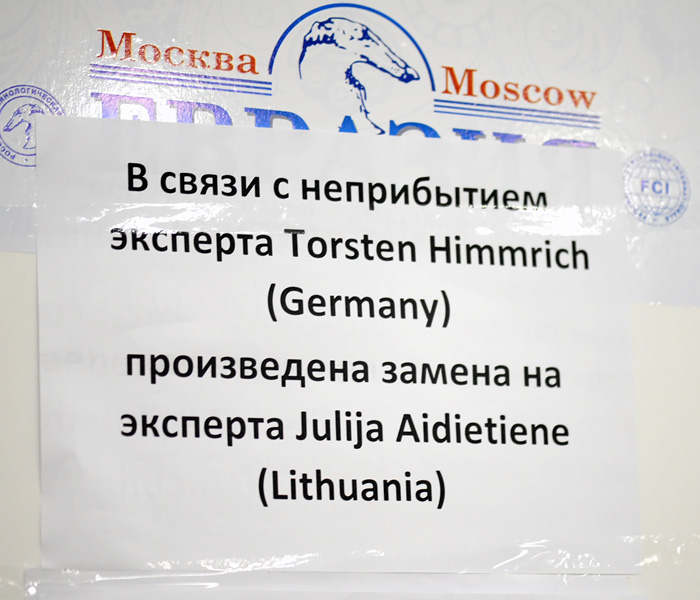 Москва
Moscow
FCI
В связи с неприбытием
эксперта Torsten Himmrich
(Germany)
произведена замена на
эксперта Julija Aidietiene
(Lithuania)